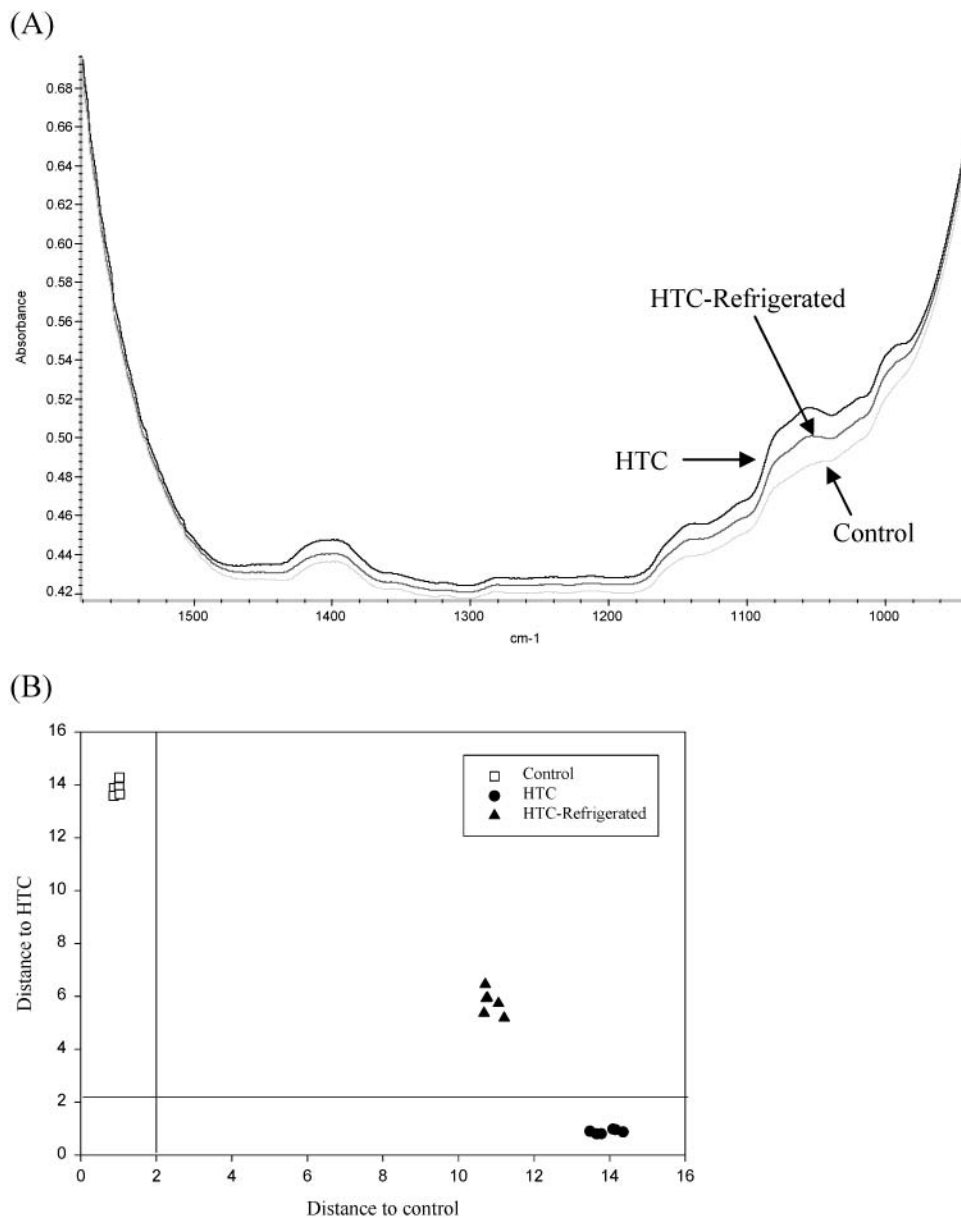 (A)
0.68
0.66
0.64
0.62
0.60
0.58
0.56
0.54
0.52
0.50
0.48
0.46
0.44
0.42
Absorbance
HTC-Refrigerated
HTC
Control
1500 1400 1300 1200 1100 1000
cm-1
(B)
16
14
12
10
8
6
4
2
0
Distance to HTC
Control
HTC
HTC-Refrigerated
0 2 4 6 8 10 12 14 16
Distance to control